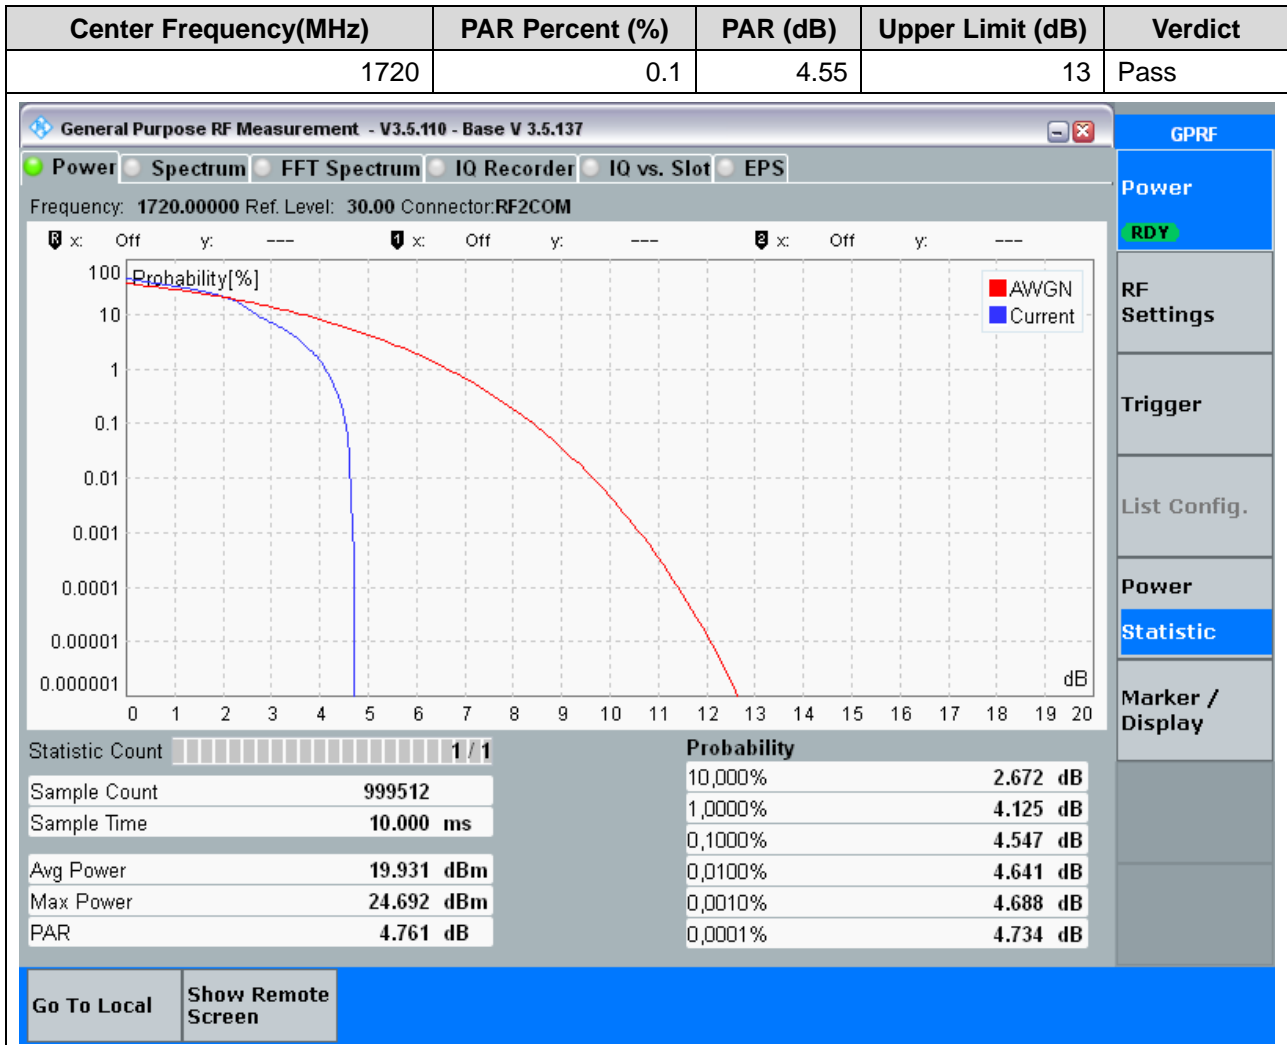 Center Frequency(MHz) PAR Percent (%) PAR (dB) Upper Limit (dB) Verdict
1720 0.1 4.55 13 Pass
General Purpose RF Measurement - V3.5.110 - Base V 3.5.137
GPRF
Power Spectrum FFT Spectrum IQ Recorder IQ vs. Slot EPS
Power
RDY
Frequency: 1720.00000 Ref. Level: 30.00 Connector:RF2COM
R x: Off y: --- 1 x: Off y: --- 2 x: Off y: ---
Probability[%]
AWGN
Current
100
10
1
0.1
0.01
0.001
0.0001
0.00001
0.000001
dB
0 1 2 3 4 5 6 7 8 9 10 11 12 13 14 15 16 17 18 19 20
RF
Settings
Trigger
List Config.
Power
Statistic
Marker /
Display
Statistic Count 1 / 1
Sample Count 999512
Sample Time 10.000 ms
Avg Power 19.931 dBm
Max Power 24.692 dBm
PAR 4.761 dB
Probability
10,000% 2.672 dB
1,0000% 4.125 dB
0,1000% 4.547 dB
0,0100% 4.641 dB
0,0010% 4.688 dB
0,0001% 4.734 dB
Go To Local
Show Remote
Screen